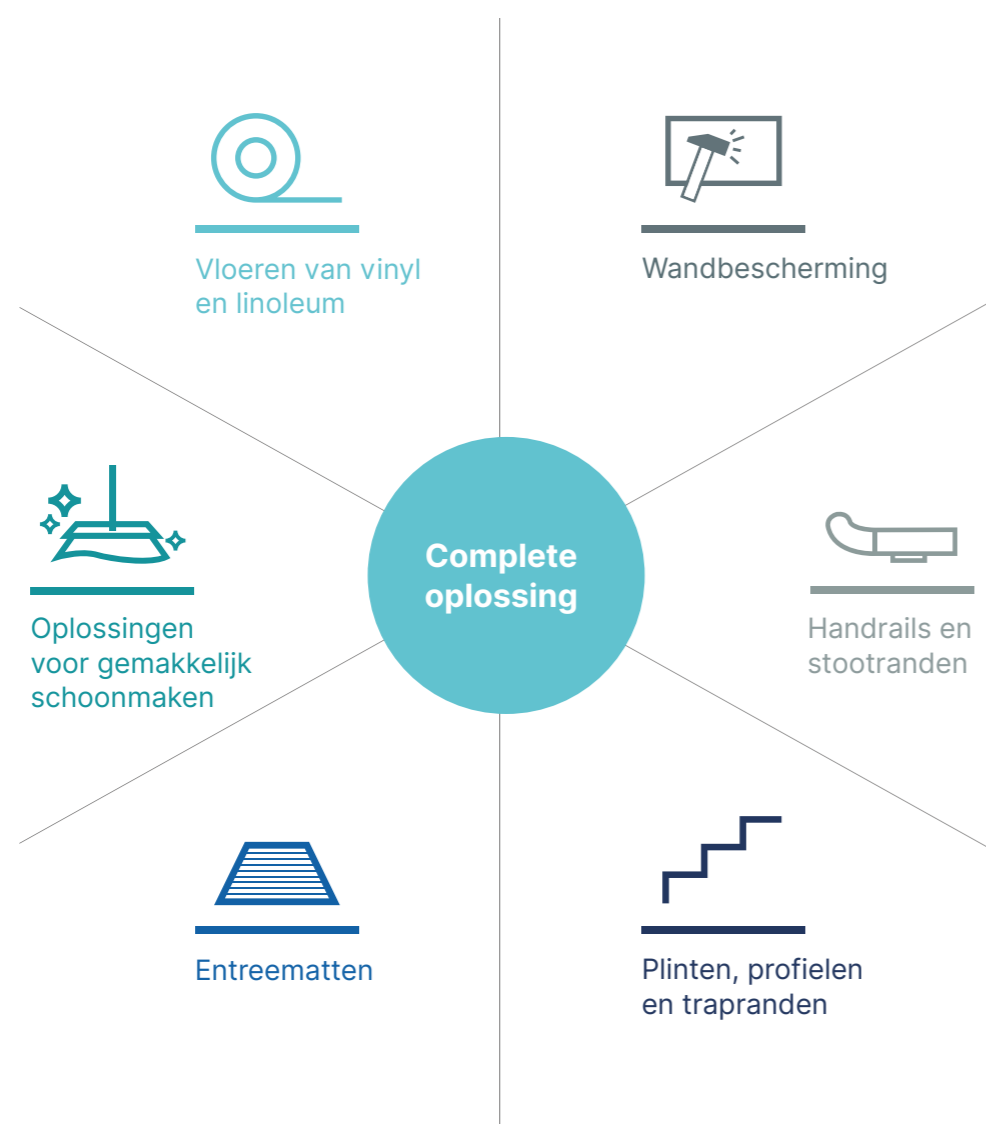 Vloeren van vinyl
en linoleum
Wandbescherming
Complete
oplossing
Oplossingen
voor gemakkelijk
schoonmaken
Handrails en
stootranden
Entreematten
Plinten, profielen
en trapranden